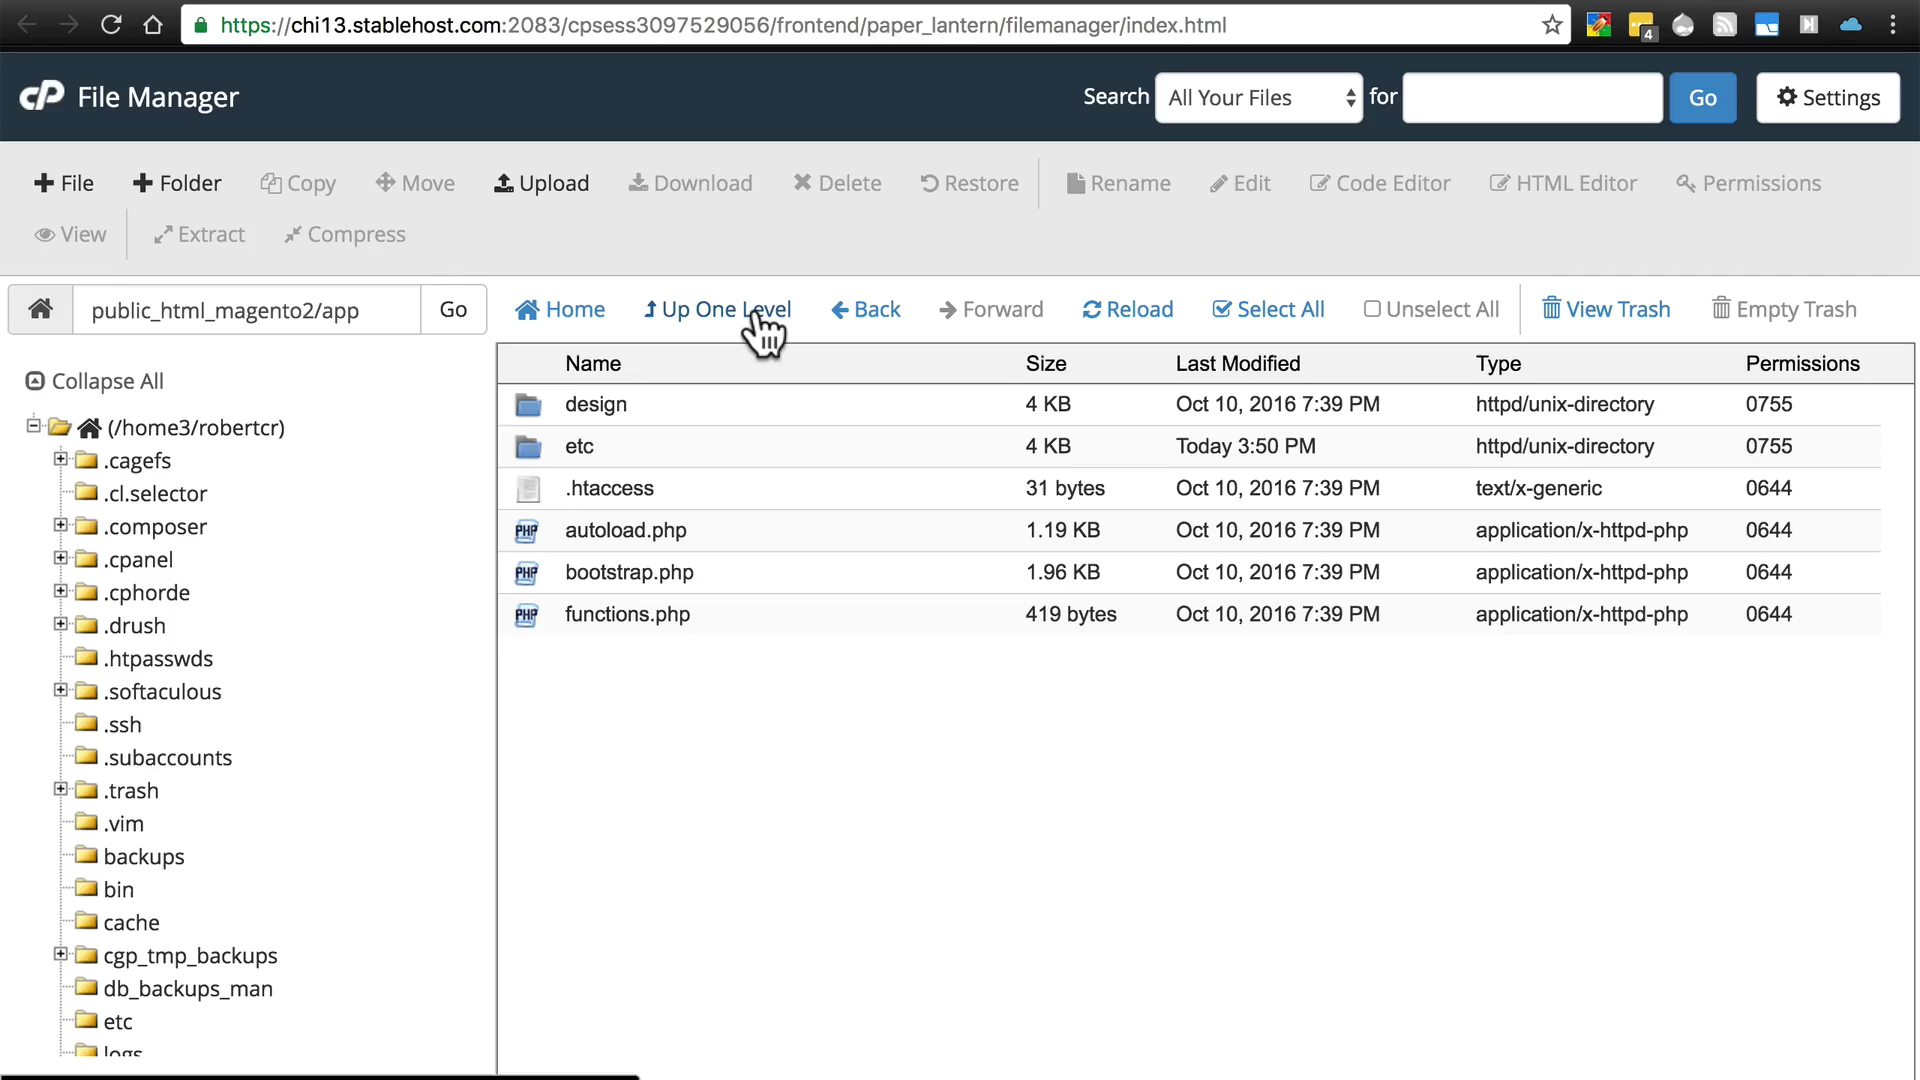 https://chi13.stablehost.com:2083/cpsess3097529056/frontend/paper_lantern/filemanager/index.html
4
cP File Manager
Search All Your Files for Go Settings
File Folder Copy Move Upload Download Delete Restore Rename Edit Code Editor HTML Editor Permissions
View Extract Compress
public_html_magento2/app Go Home Up One Level Back Forward Reload Select All Unselect All View Trash Empty Trash
Collapse All
(/home3/robertcr)
.cagefs
.cl.selector
.composer
.cpanel
.cphorde
.drush
.htpasswds
.softaculous
.ssh
.subaccounts
.trash
.vim
backups
bin
cache
cgp_tmp_backups
db_backups_man
etc
logs
Name Size Last Modified Type Permissions
design 4 KB Oct 10, 2016 7:39 PM httpd/unix-directory 0755
etc 4 KB Today 3:50 PM httpd/unix-directory 0755
.htaccess 31 bytes Oct 10, 2016 7:39 PM text/x-generic 0644
PHP autoload.php 1.19 KB Oct 10, 2016 7:39 PM application/x-httpd-php 0644
PHP bootstrap.php 1.96 KB Oct 10, 2016 7:39 PM application/x-httpd-php 0644
PHP functions.php 419 bytes Oct 10, 2016 7:39 PM application/x-httpd-php 0644